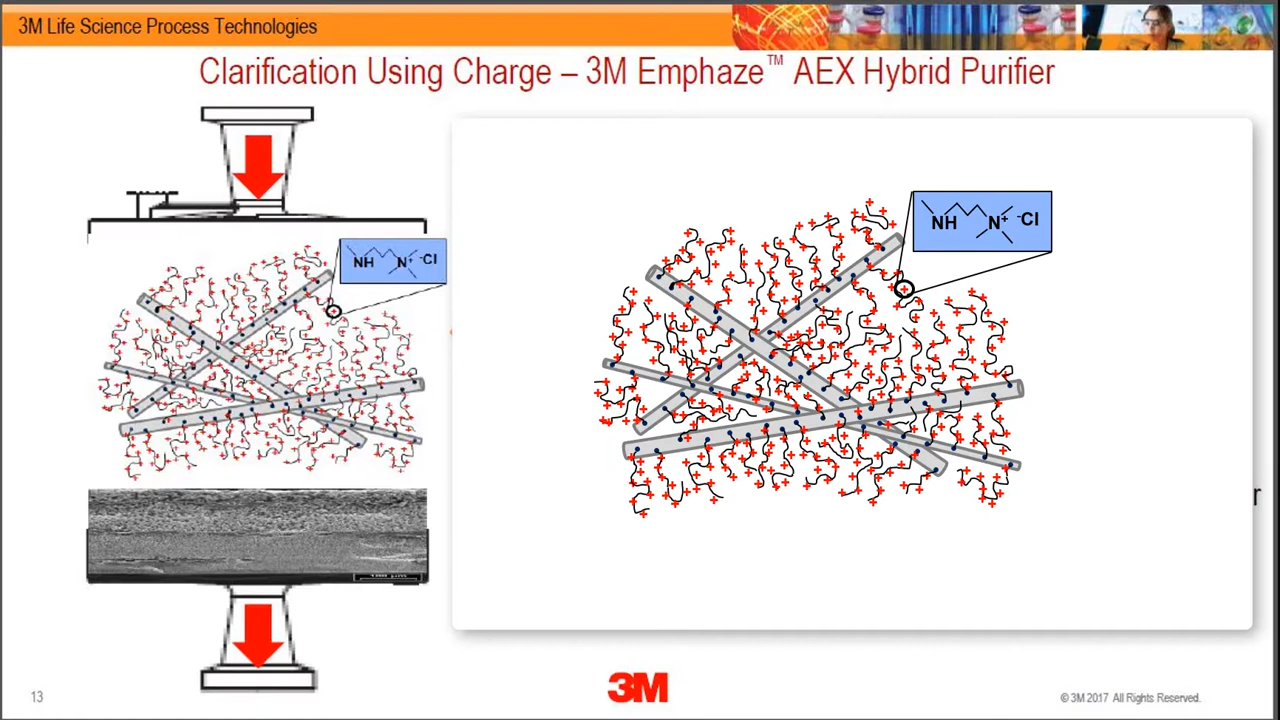 3M Life Science Process Technologies
Clarification Using Charge – 3M Emphaze™ AEX Hybrid Purifier
NH N⁺ ⁻Cl
NH N⁺ ⁻Cl
r
13
3M
© 3M 2017 All Rights Reserved.